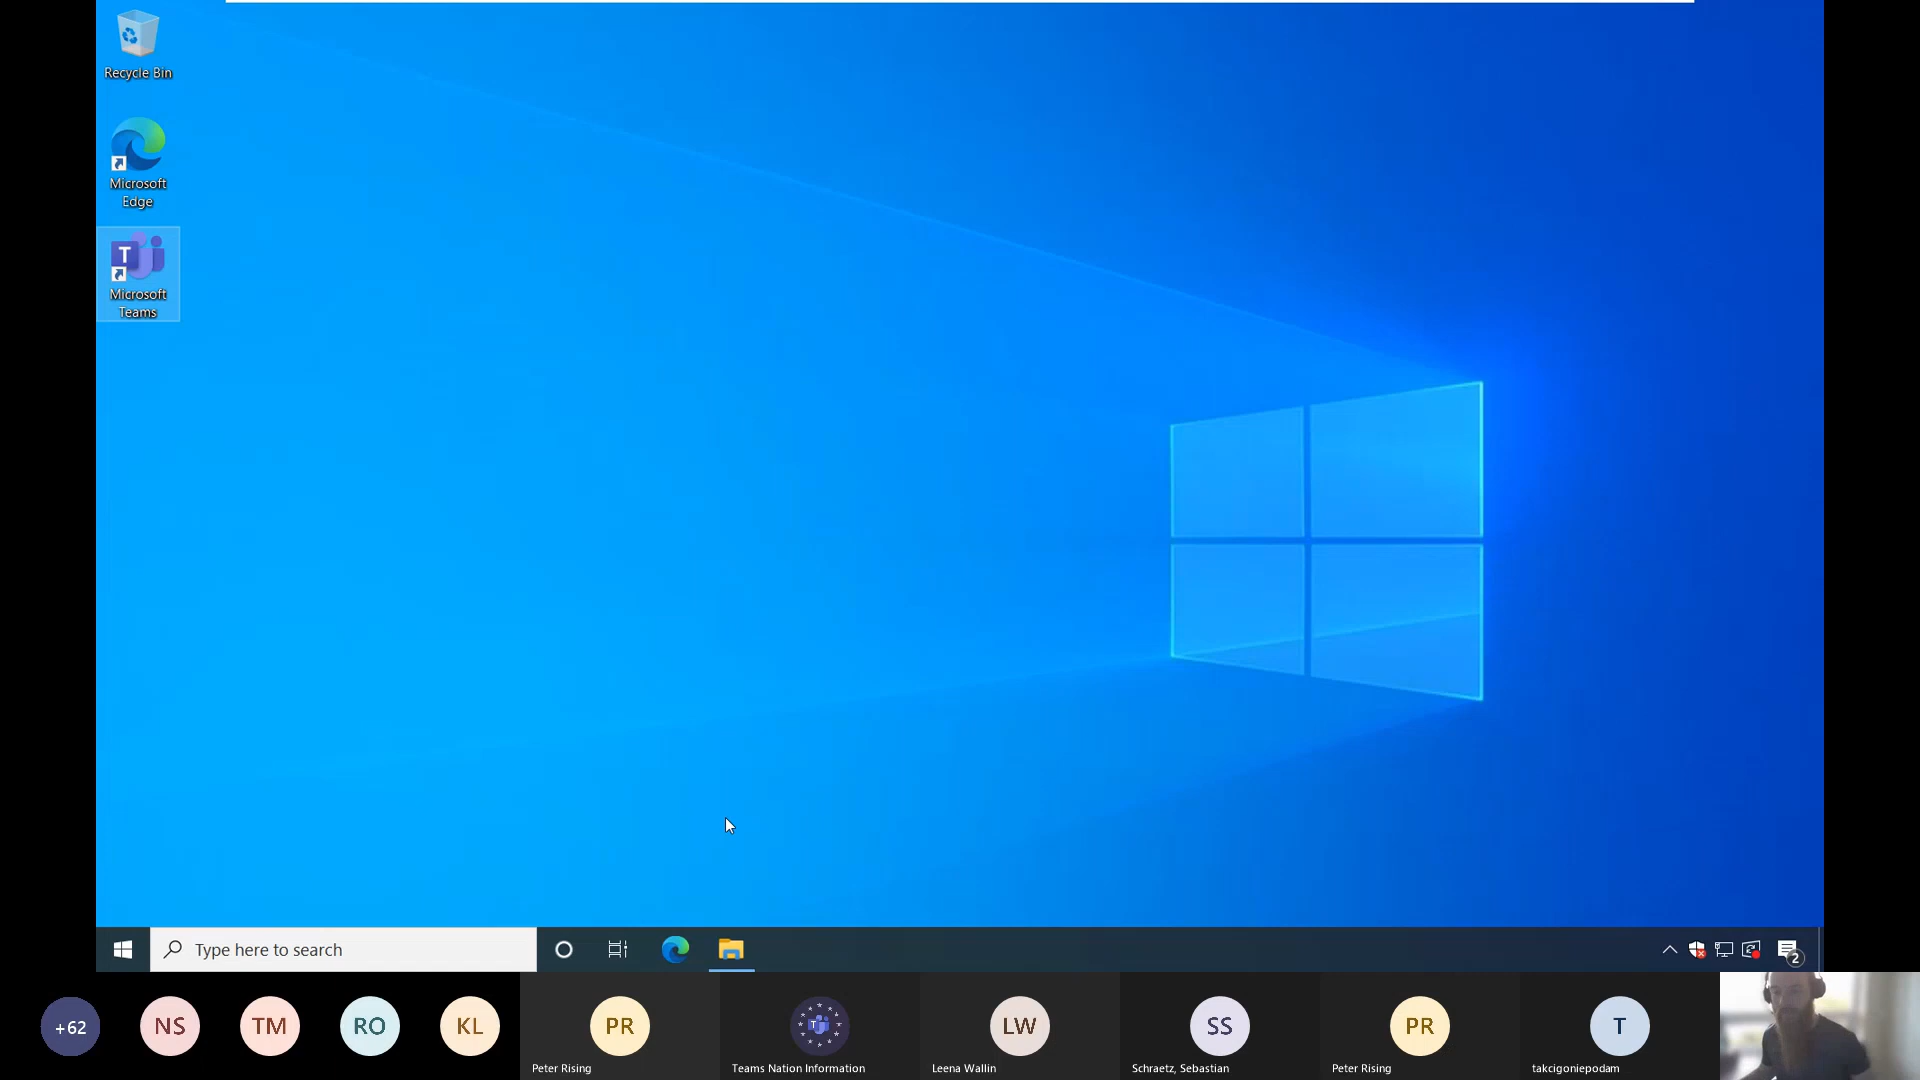 Recycle Bin
Microsoft
Edge
T
Microsoft
Teams
Type here to search
2
+62
NS
TM
RO
KL
PR
T
LW
SS
PR
T
Peter Rising
Teams Nation Information
Leena Wallin
Schraetz, Sebastian
Peter Rising
takcigoniepodam